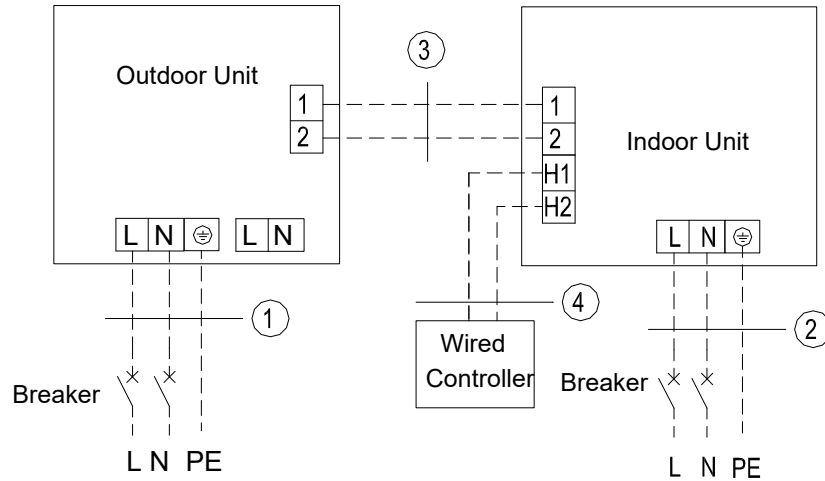 Outdoor Unit
1
2
L N
L N
1
Breaker
L N PE
3
1
2
H1
H2
Indoor Unit
L N
4
Wired
Controller
2
Breaker
L N PE